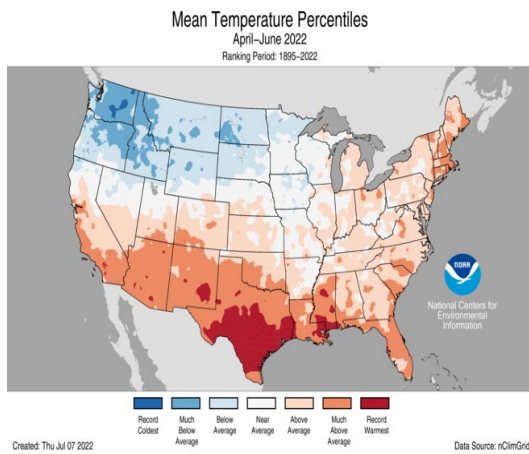 Mean Temperature Percentiles
April–June 2022
Ranking Period: 1895–2022
NOAA
National Centers for
Environmental
Information
Record
Coldest
Much
Below
Average
Below
Average
Near
Average
Above
Average
Much
Above
Average
Record
Warmest
Created: Thu Jul 07 2022
Data Source: nClimGrid